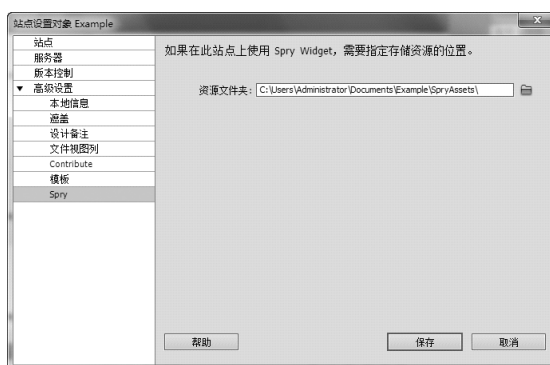 站点设置对象 Example
站点
服务器
版本控制
高级设置
本地信息
遮盖
设计备注
文件视图列
Contribute
模板
Spry
如果在此站点上使用 Spry Widget，需要指定存储资源的位置。
资源文件夹： C:\Users\Administrator\Documents\Example\SpryAssets\
帮助
保存
取消